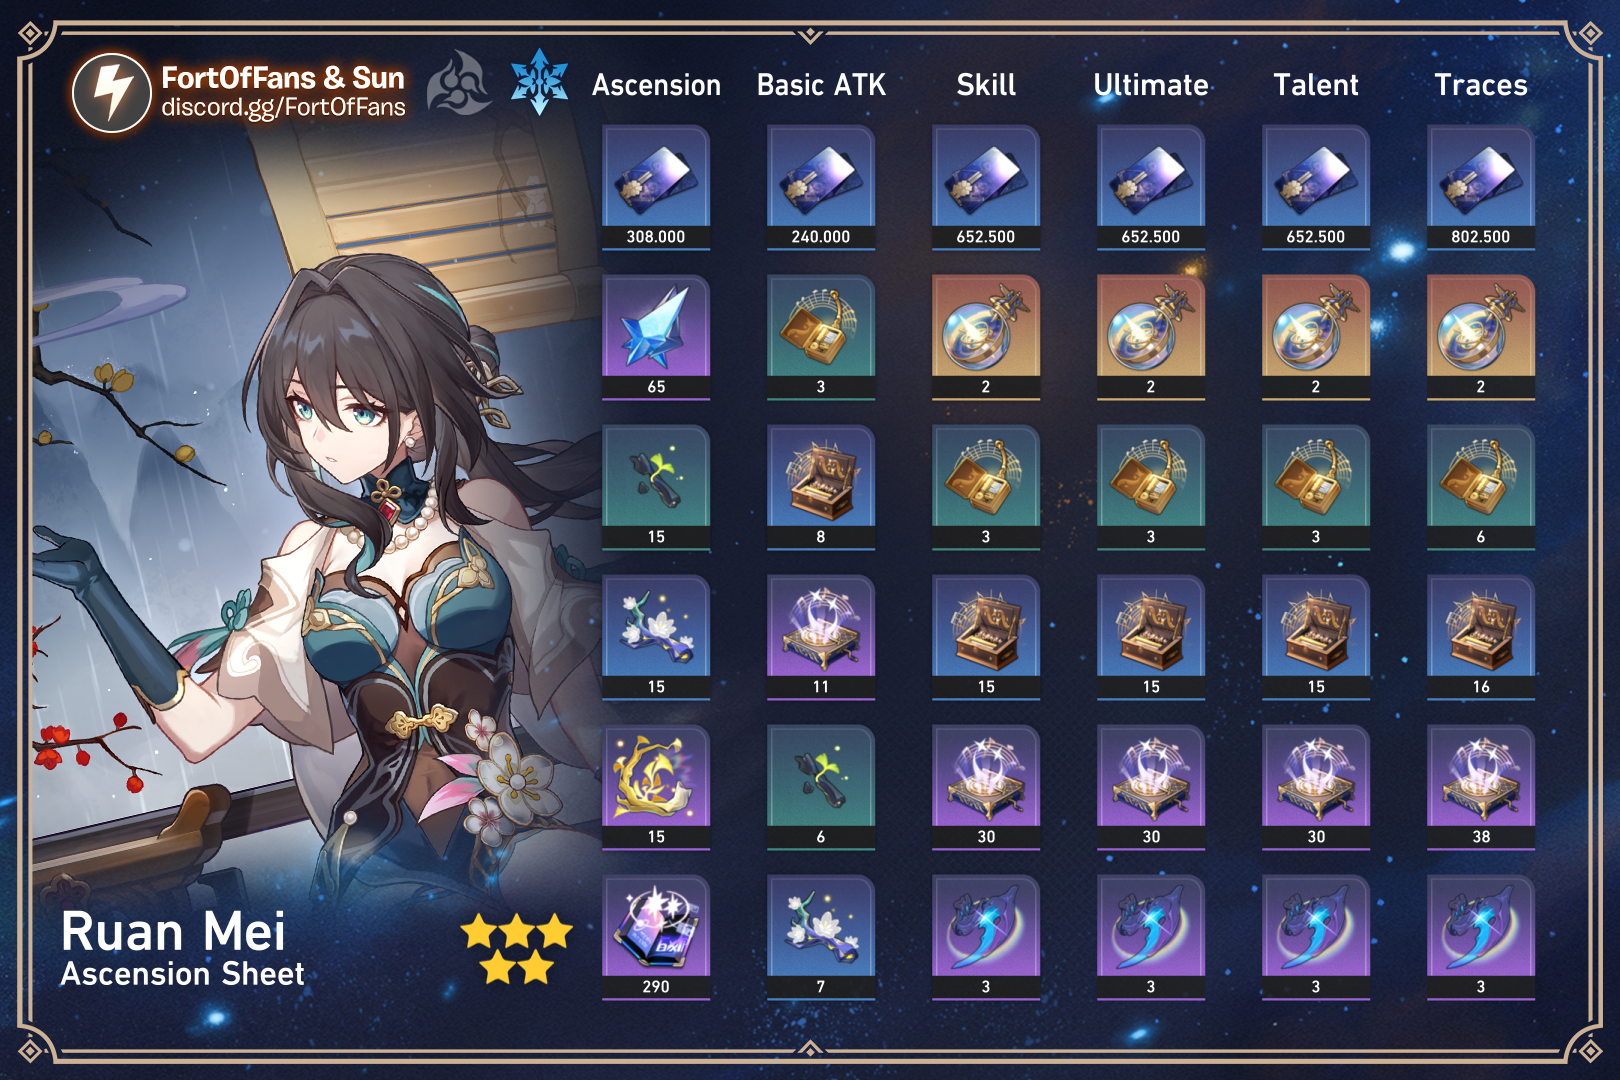 FortOfFans & Sun
discord.gg/FortOfFans
Ascension Basic ATK Skill Ultimate Talent Traces
308.000 240.000 652.500 652.500 652.500 802.500
65 3 2 2 2 2
15 8 3 3 3 6
15 11 15 15 15 16
15 6 30 30 30 38
290 7 3 3 3 3
Ruan Mei
Ascension Sheet